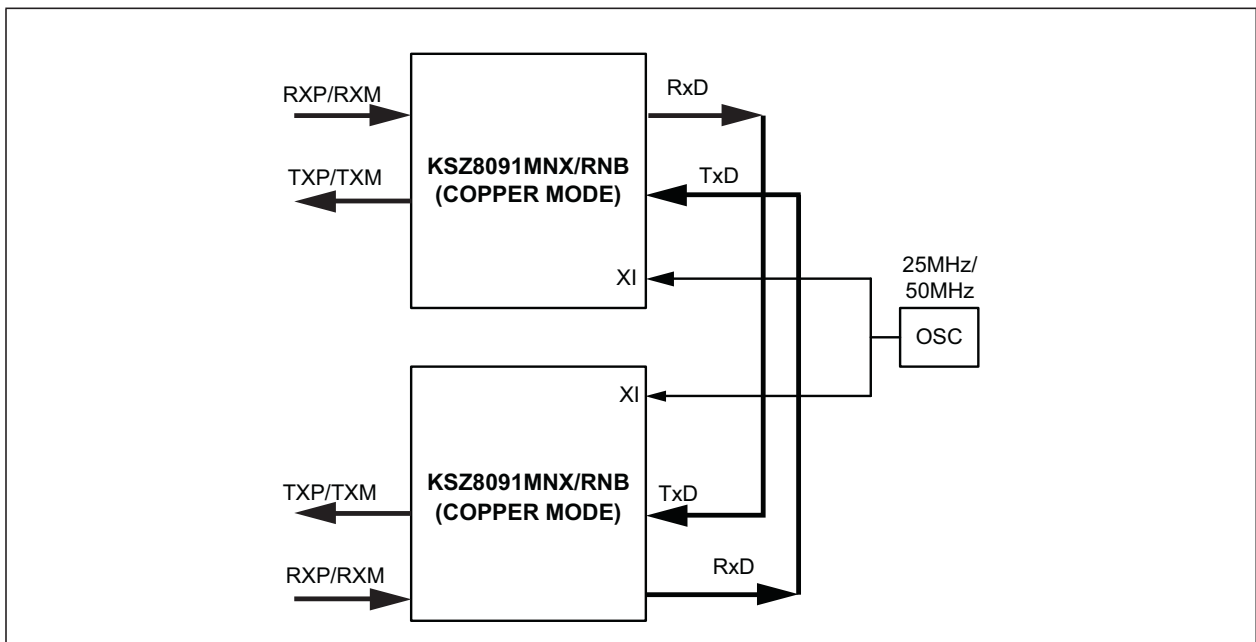 RXP/RXM
RxD
KSZ8091MNX/RNB
(COPPER MODE)
TXP/TXM
TxD
XI
25MHz/
50MHz
OSC
XI
KSZ8091MNX/RNB
(COPPER MODE)
TXP/TXM
TxD
RXP/RXM
RxD